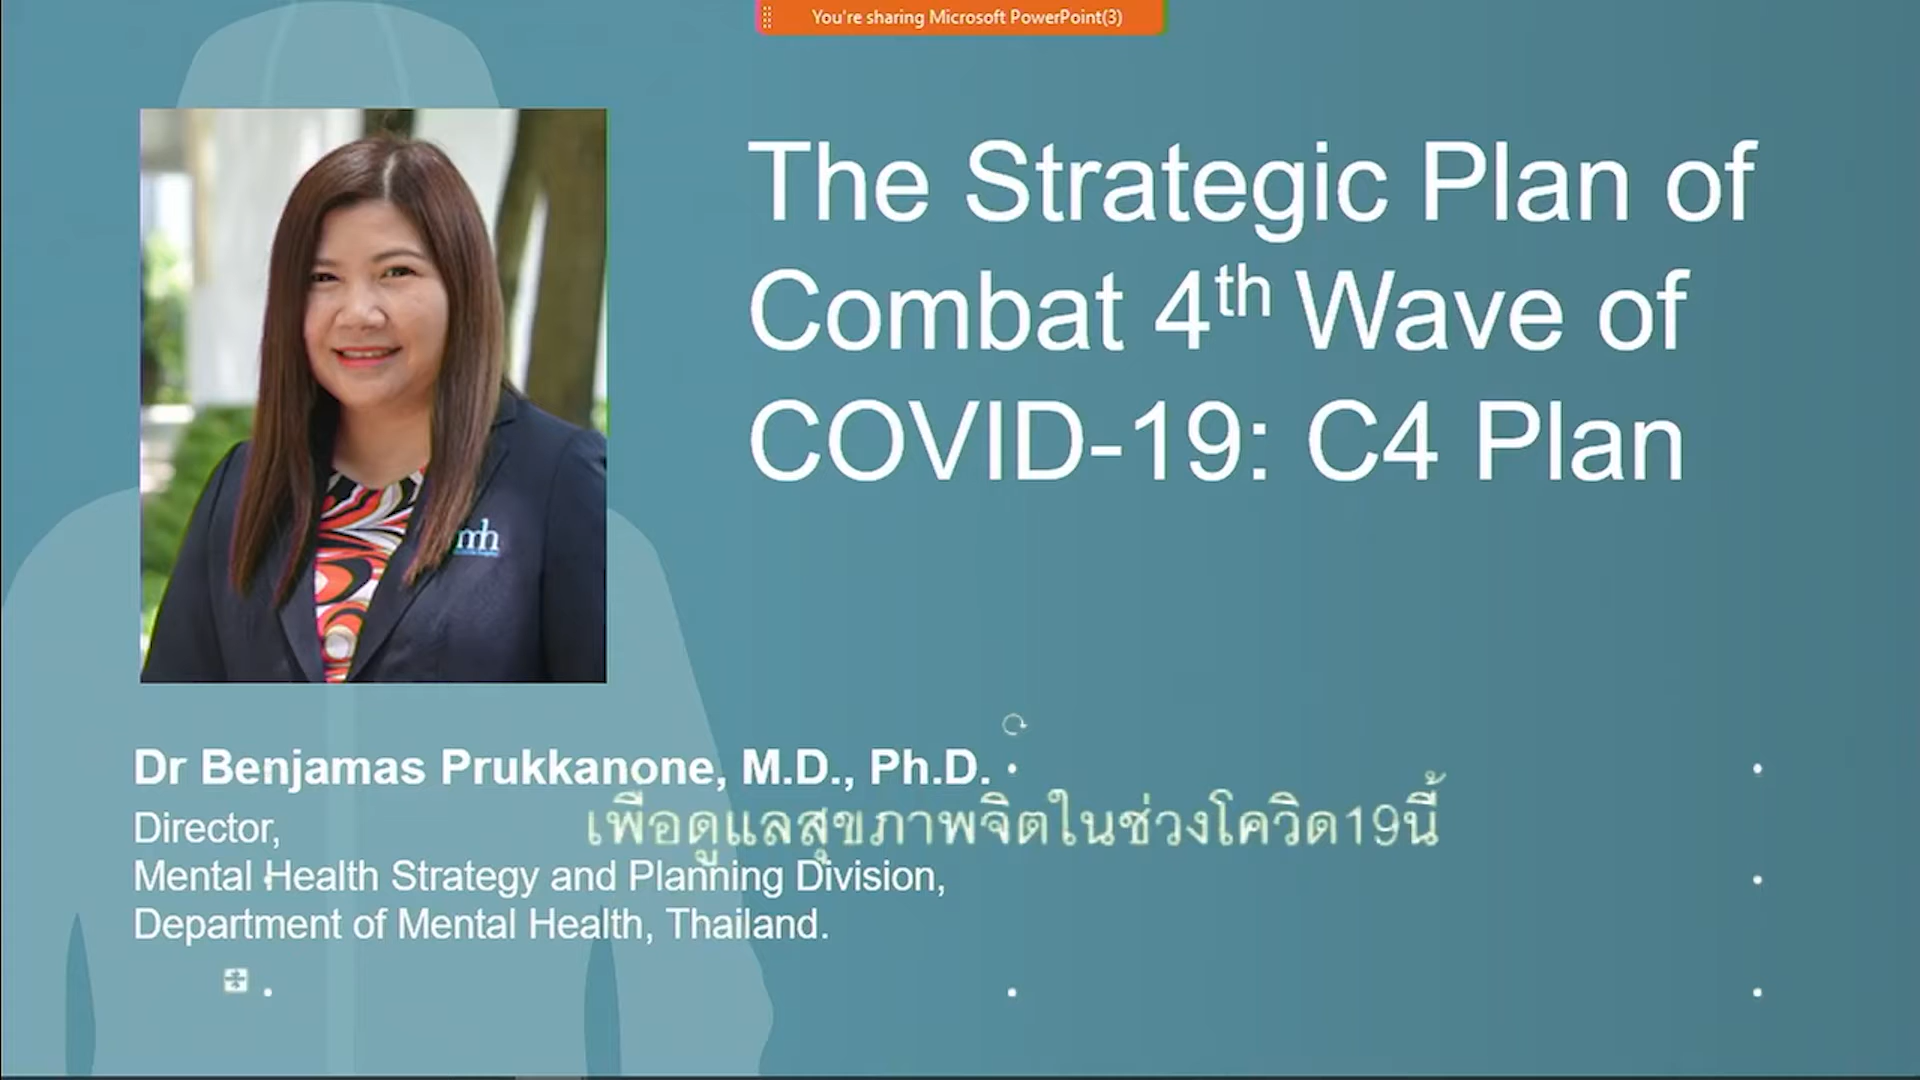 You're sharing Microsoft PowerPoint(3)
The Strategic Plan of
Combat 4th Wave of
COVID-19: C4 Plan
mh
Dr Benjamas Prukkanone, M.D., Ph.D.
Director,
เพื่อดูแลสุขภาพจิตในช่วงโควิด19นี้
Mental Health Strategy and Planning Division,
Department of Mental Health, Thailand.